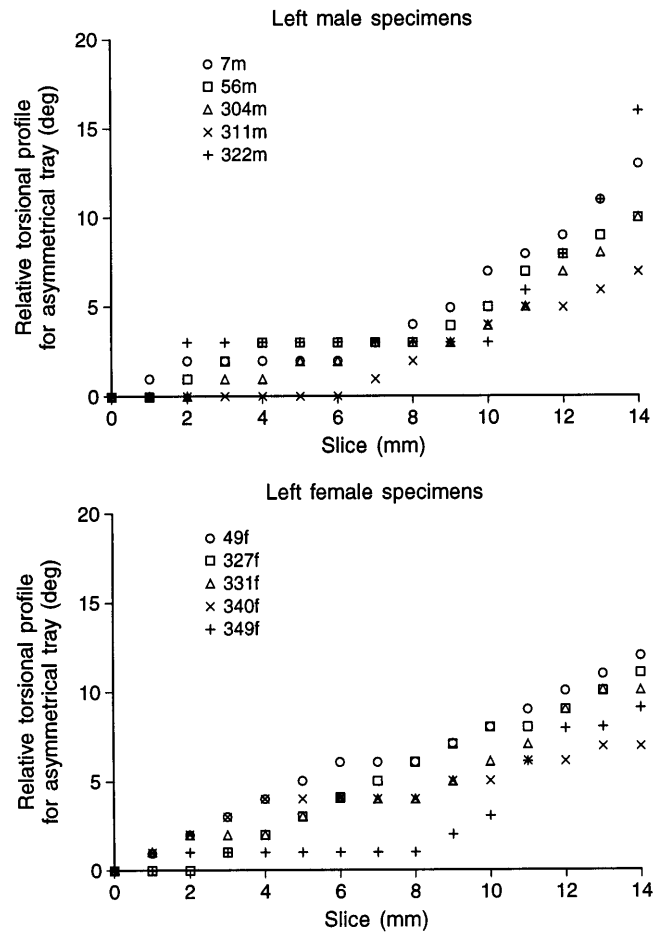 Left male specimens
20
15
10
5
0
Relative torsional profile
for asymmetrical tray (deg)
7m
56m
304m
311m
322m
0 2 4 6 8 10 12 14
Slice (mm)
Left female specimens
20
15
10
5
0
Relative torsional profile
for asymmetrical tray (deg)
49f
327f
331f
340f
349f
0 2 4 6 8 10 12 14
Slice (mm)